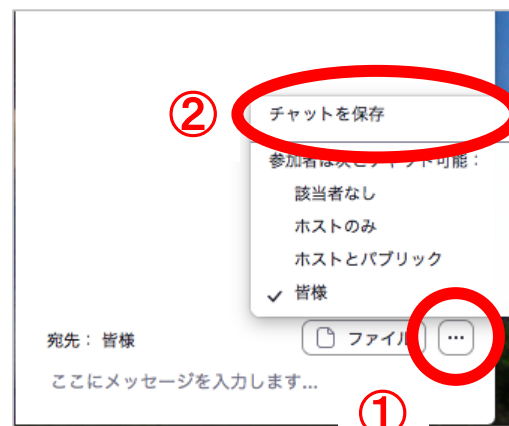 ②
チャットを保存
参加者は次とチャット可能：
該当者なし
ホストのみ
ホストとパブリック
✓ 皆様
宛先： 皆様
ファイル
…
ここにメッセージを入力します...
①